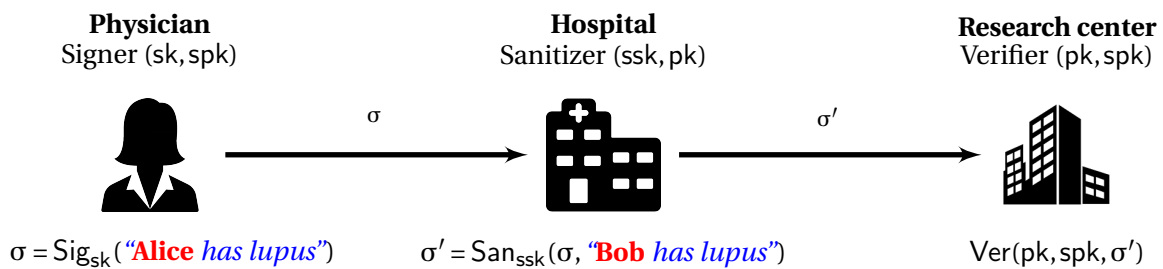 Physician
Signer (sk, spk)
Hospital
Sanitizer (ssk, pk)
Research center
Verifier (pk, spk)
σ
σ′
σ = Sig_sk(“Alice has lupus”)
σ′ = San_ssk(σ, “Bob has lupus”)
Ver(pk, spk, σ′)